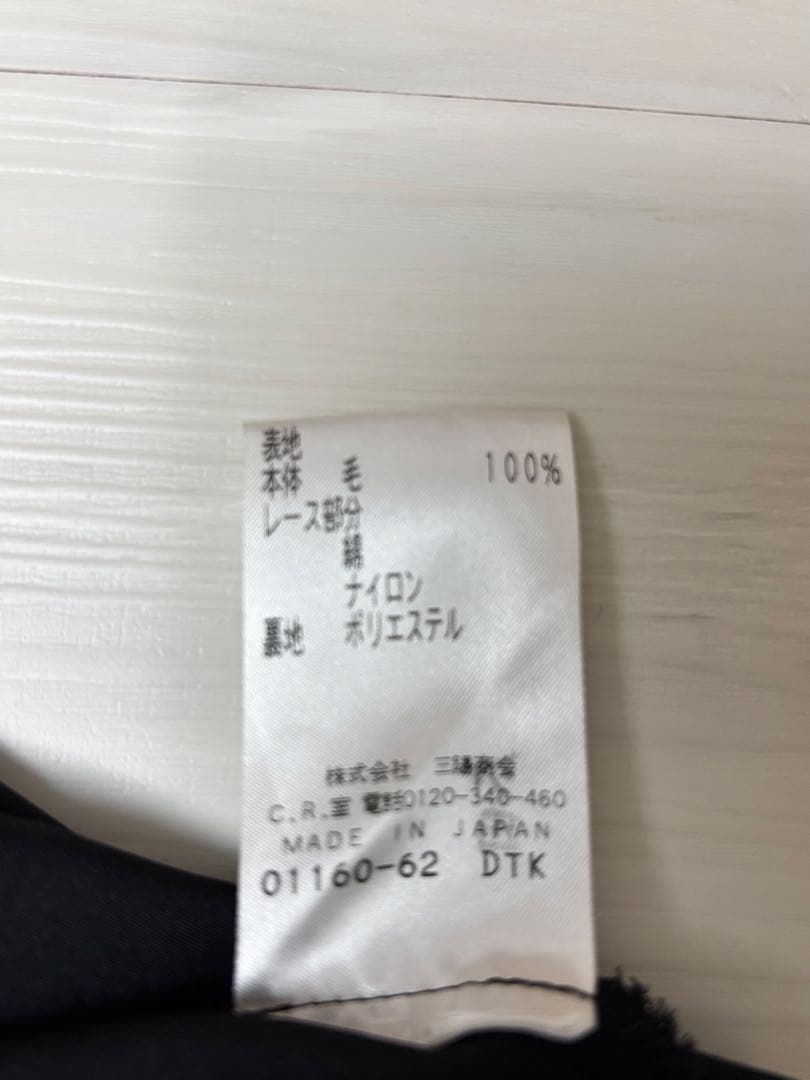 表地
本体 毛 100%
レース部分
綿
ナイロン
裏地 ポリエステル
株式会社 三陽商会
C.R.室 電話0120-340-460
MADE IN JAPAN
01160-62 DTK